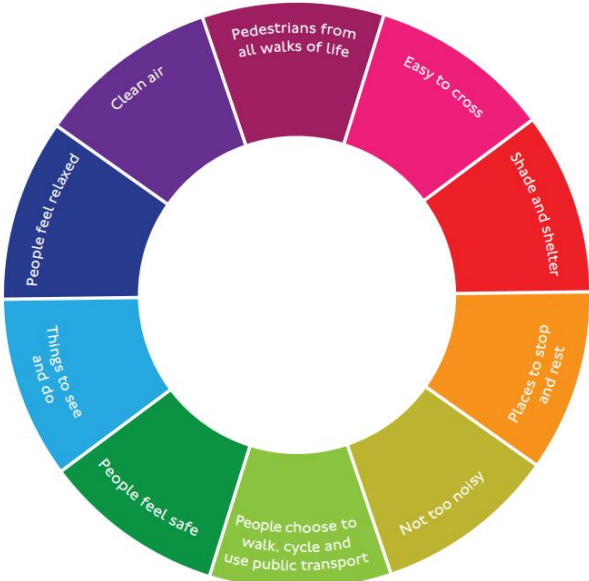 Pedestrians from
all walks of life
Easy to cross
Shade and shelter
Places to stop
and rest
Not too noisy
People choose to
walk, cycle and
use public transport
People feel safe
Things to see
and do
People feel relaxed
Clean air